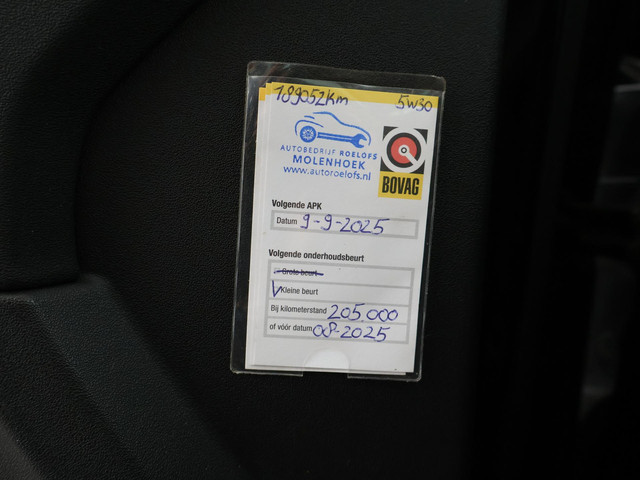 189052km 5W30
AUTOBEDRIJF ROELOFS
MOLENHOEK
www.autoroelofs.nl
BOVAG
Volgende APK
Datum 9-9-2025
Volgende onderhoudsbeurt
Grote beurt
V Kleine beurt
Bij kilometerstand 205.000
of vóór datum 08-2025